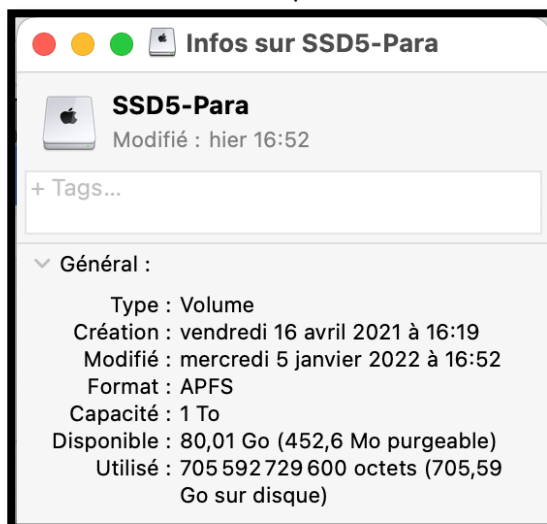 Infos sur SSD5-Para
SSD5-Para
Modifié : hier 16:52
+ Tags...
Général :
Type : Volume
Création : vendredi 16 avril 2021 à 16:19
Modifié : mercredi 5 janvier 2022 à 16:52
Format : APFS
Capacité : 1 To
Disponible : 80,01 Go (452,6 Mo purgeable)
Utilisé : 705 592 729 600 octets (705,59
Go sur disque)